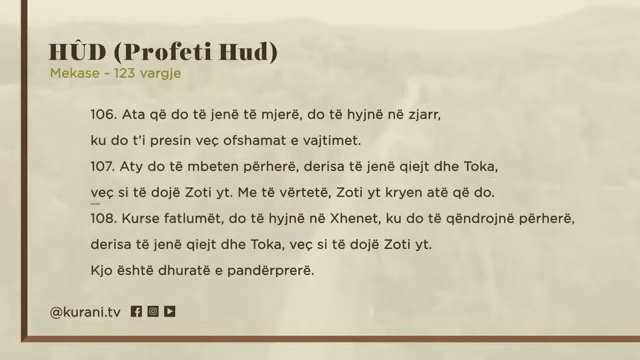 HÛD (Profeti Hud)
Mekase - 123 vargje
106. Ata që do të jenë të mjerë, do të hyjnë në zjarr,
ku do t'i presin veç ofshamat e vajtimet.
107. Aty do të mbeten përherë, derisa të jenë qiejt dhe Toka,
veç si të dojë Zoti yt. Me të vërtetë, Zoti yt kryen atë që do.
108. Kurse fatlumët, do të hyjnë në Xhenet, ku do të qëndrojnë përherë,
derisa të jenë qiejt dhe Toka, veç si të dojë Zoti yt.
Kjo është dhuratë e pandërprerë.
@kurani.tv